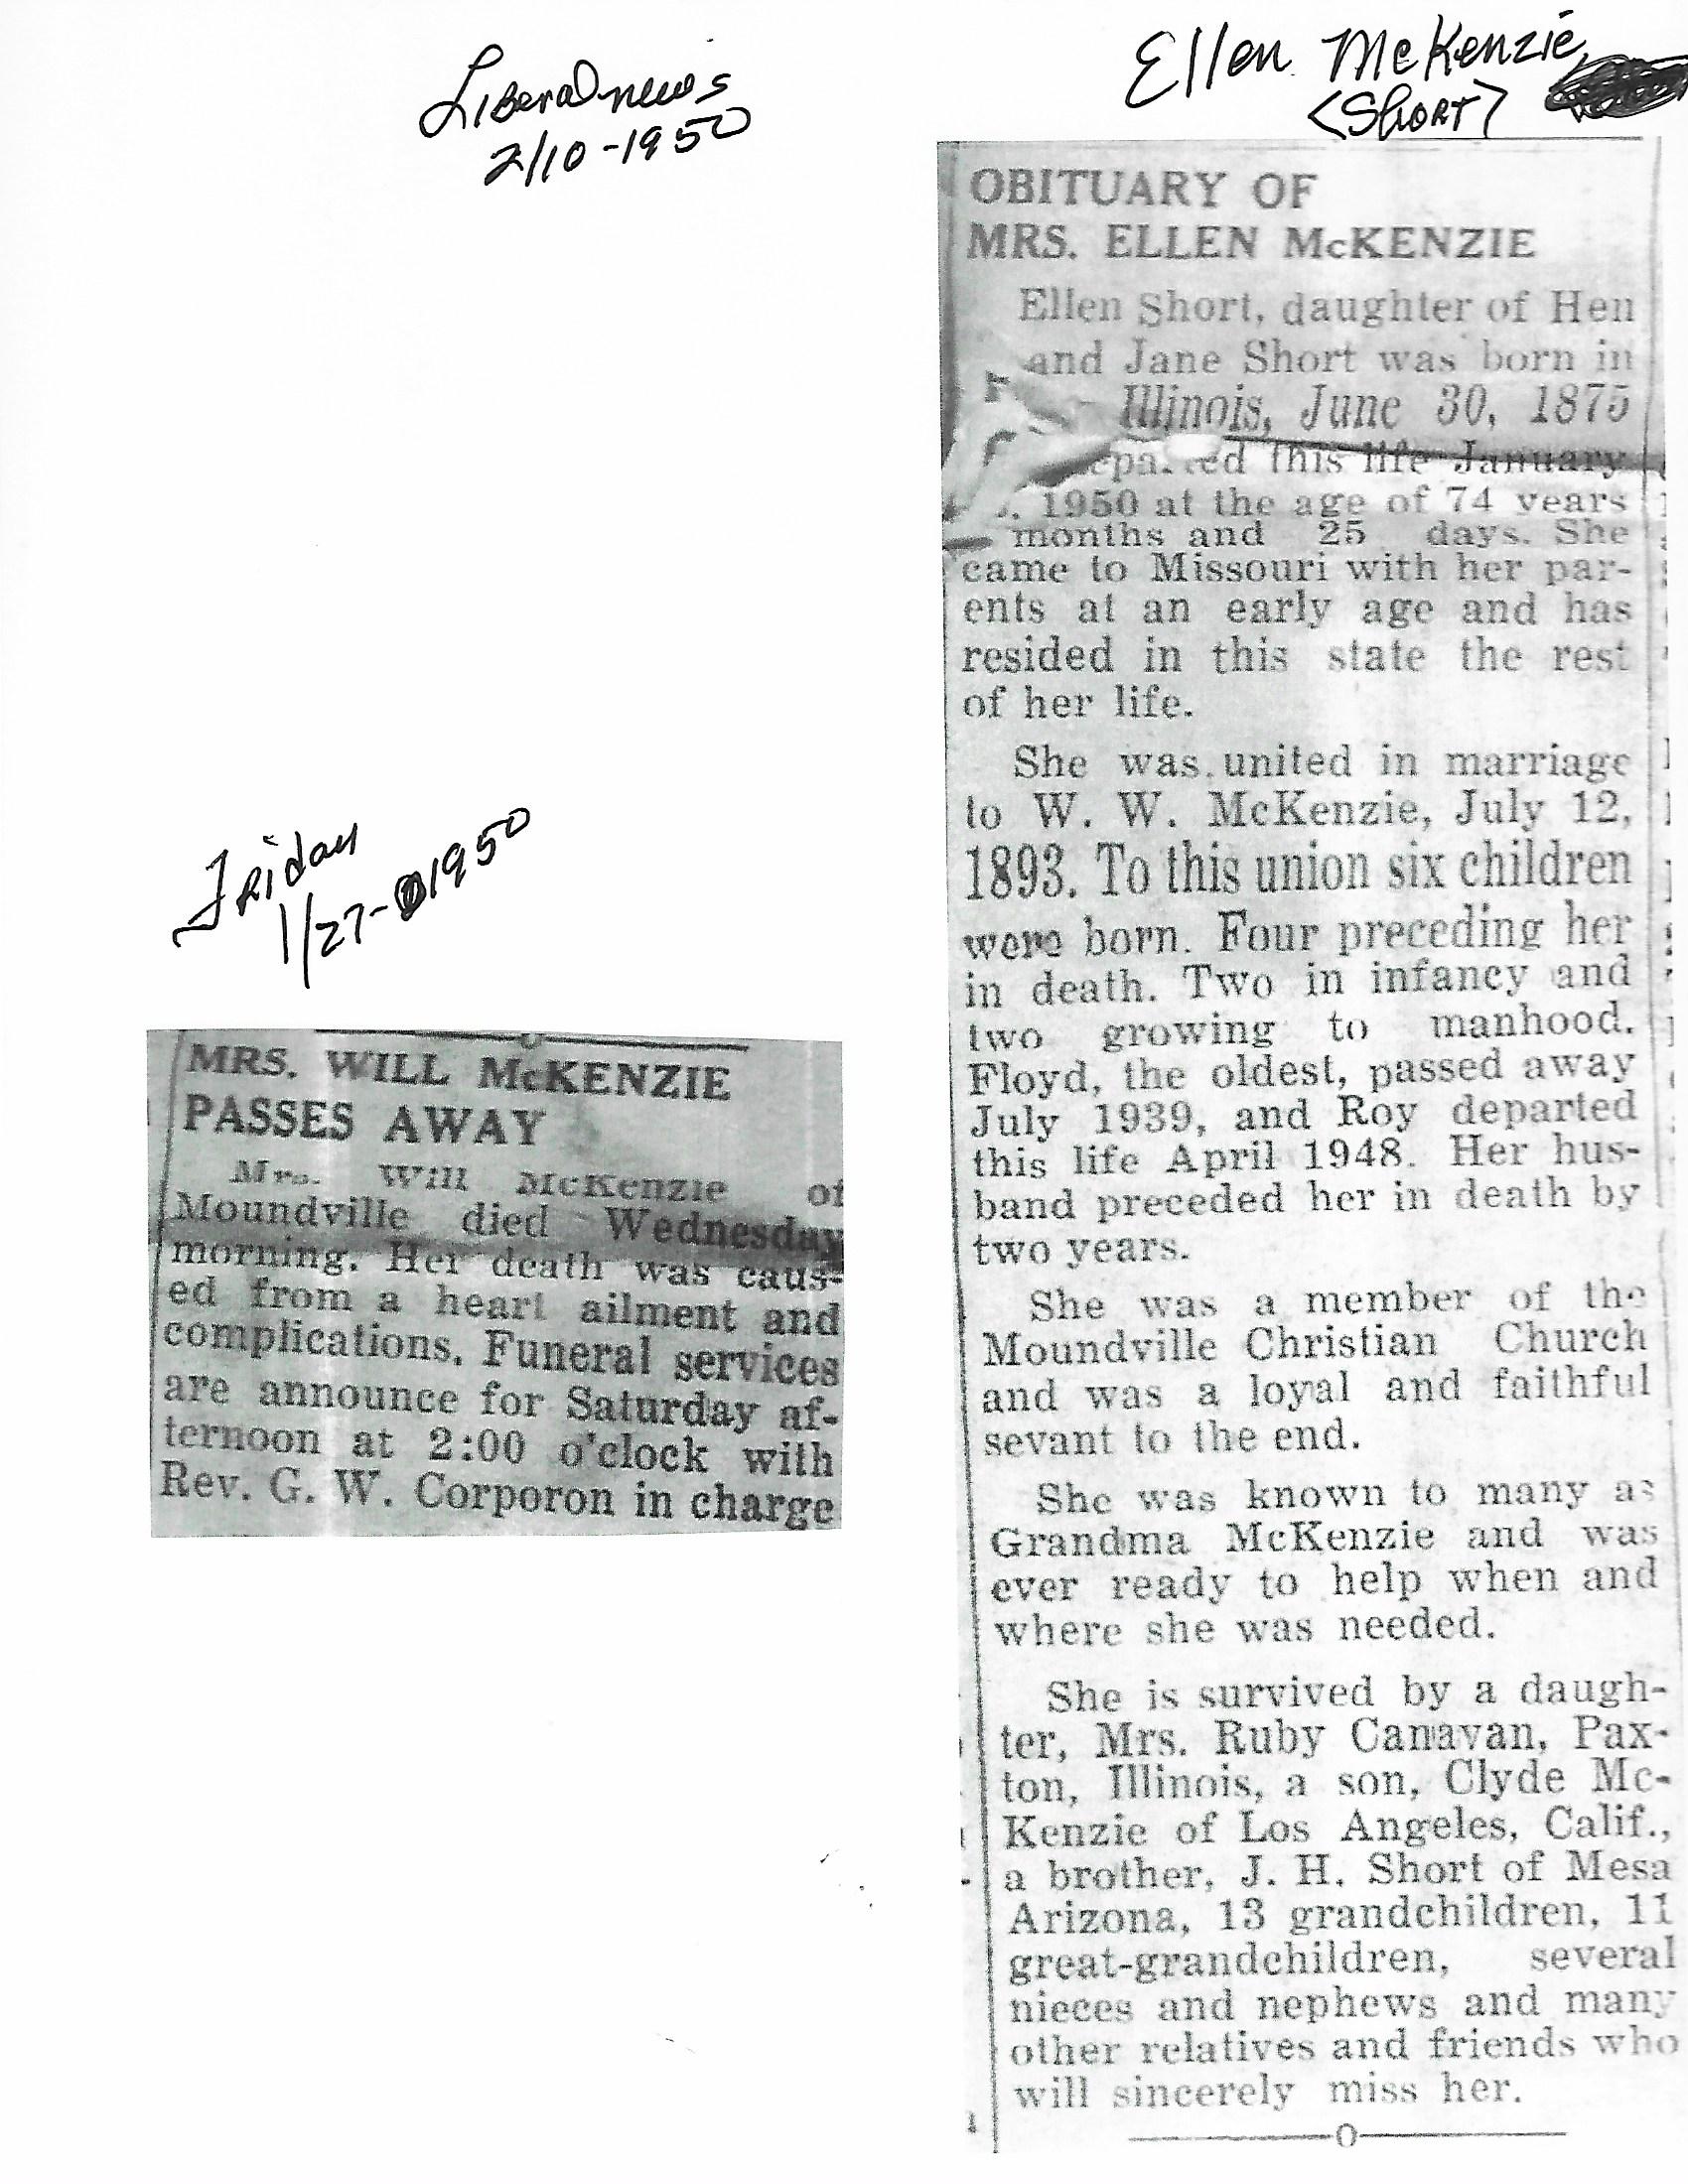 Liberal news
2/10-1950
Ellen McKenzie
<Short>
OBITUARY OF
MRS. ELLEN McKENZIE
Ellen Short, daughter of Hen
and Jane Short was born in
Illinois, June 30, 1875
this life January
1950 at the age of 74 years
months and 25 days. She
came to Missouri with her par-
ents at an early age and has
resided in this state the rest
of her life.
She was united in marriage
to W. W. McKenzie, July 12,
1893. To this union six children
were born. Four preceding her
in death. Two in infancy and
two growing to manhood.
Floyd, the oldest, passed away
July 1939, and Roy departed
this life April 1948. Her hus-
band preceded her in death by
two years.
She was a member of the
Moundville Christian Church
and was a loyal and faithful
sevant to the end.
She was known to many as
Grandma McKenzie and was
ever ready to help when and
where she was needed.
She is survived by a daugh-
ter, Mrs. Ruby Canavan, Pax-
ton, Illinois, a son, Clyde Mc-
Kenzie of Los Angeles, Calif.,
a brother, J. H. Short of Mesa
Arizona, 13 grandchildren, 11
great-grandchildren, several
nieces and nephews and many
other relatives and friends who
will sincerely miss her.
Friday
1/27-1950
MRS. WILL McKENZIE
PASSES AWAY
Mrs. Will McKenzie of
Moundville died Wednesday
morning. Her death was caus-
ed from a heart ailment and
complications. Funeral services
are announce for Saturday af-
ternoon at 2:00 o'clock with
Rev. G. W. Corporon in charge